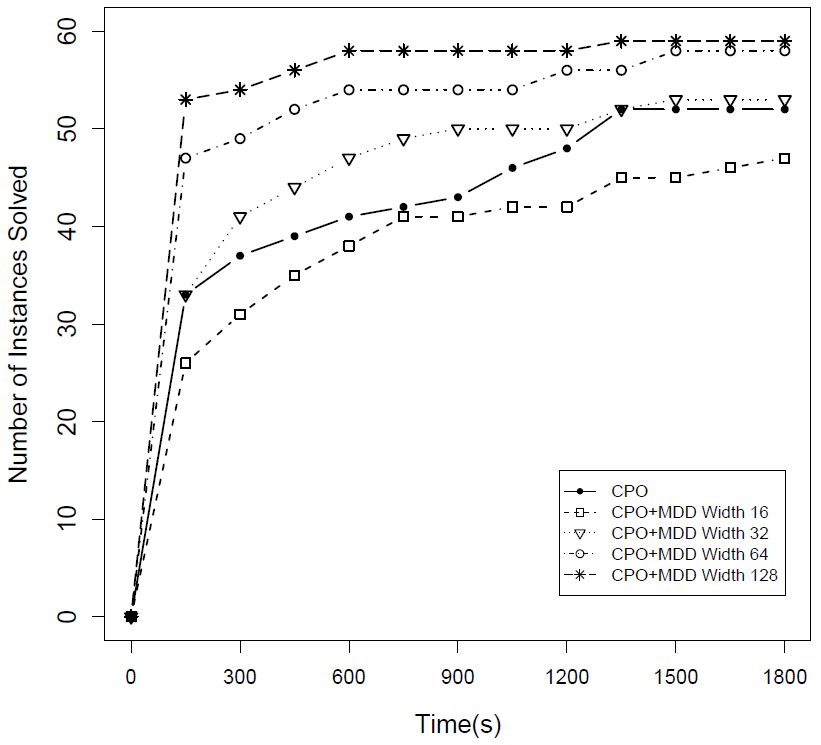 60
50
40
30
20
10
0
Number of Instances Solved
CPO
CPO+MDD Width 16
CPO+MDD Width 32
CPO+MDD Width 64
CPO+MDD Width 128
0 300 600 900 1200 1500 1800
Time(s)